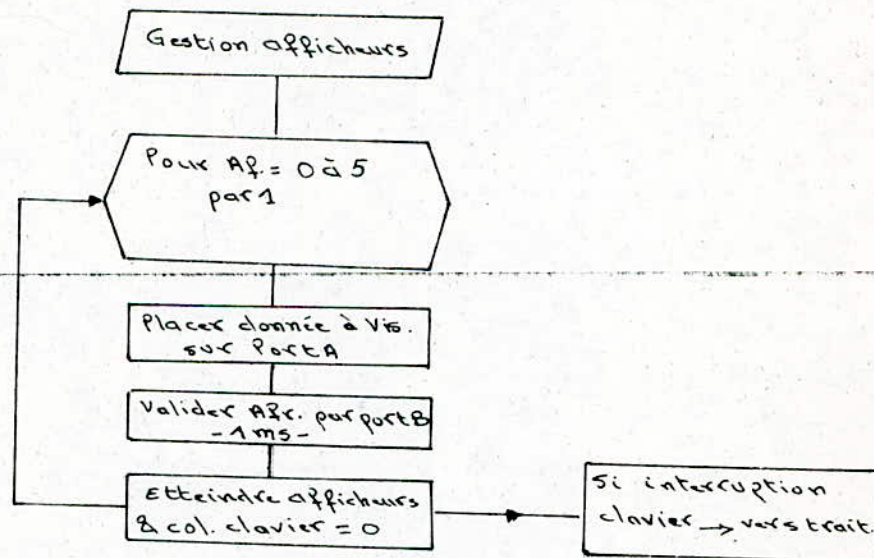 Gestion afficheurs
Pour Af. = 0 à 5
par 1
Placer donnée à Vis.
sur Port A
Valider Afr. par port B
- 1 ms -
Etteindre afficheurs
& col. clavier = 0
Si interruption
clavier → vers trait.